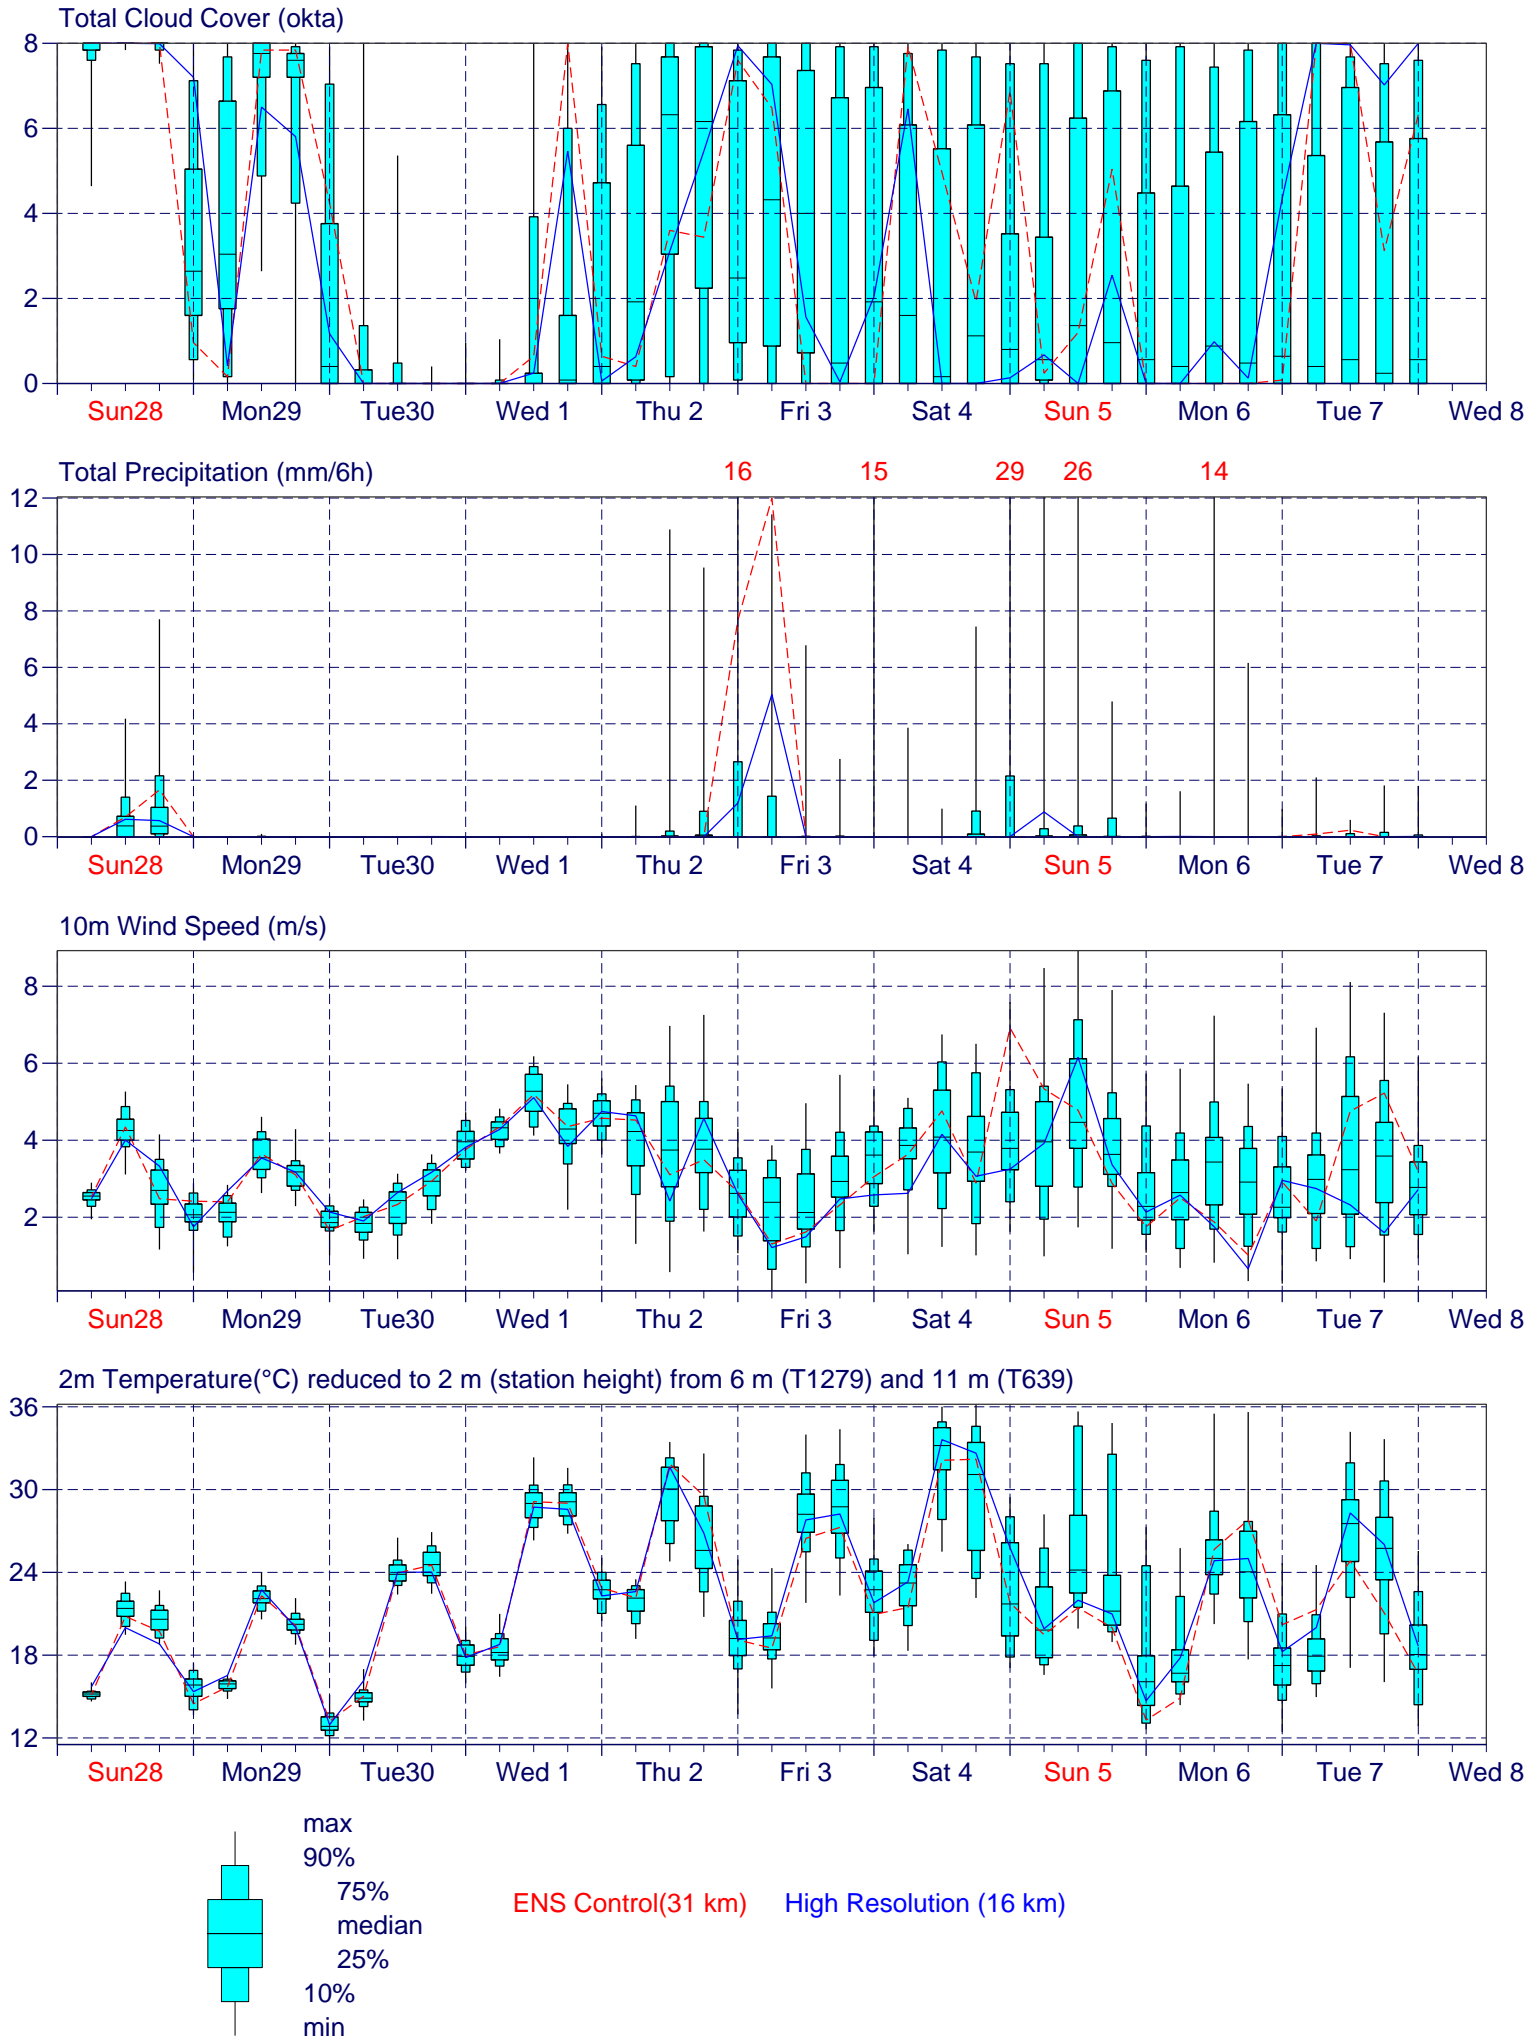 Total Cloud Cover (okta)
8
6
4
2
0
Sun28 Mon29 Tue30 Wed 1 Thu 2 Fri 3 Sat 4 Sun 5 Mon 6 Tue 7 Wed 8
Total Precipitation (mm/6h) 16 15 29 26 14
12
10
8
6
4
2
0
Sun28 Mon29 Tue30 Wed 1 Thu 2 Fri 3 Sat 4 Sun 5 Mon 6 Tue 7 Wed 8
10m Wind Speed (m/s)
8
6
4
2
Sun28 Mon29 Tue30 Wed 1 Thu 2 Fri 3 Sat 4 Sun 5 Mon 6 Tue 7 Wed 8
2m Temperature(°C) reduced to 2 m (station height) from 6 m (T1279) and 11 m (T639)
36
30
24
18
12
Sun28 Mon29 Tue30 Wed 1 Thu 2 Fri 3 Sat 4 Sun 5 Mon 6 Tue 7 Wed 8
max
90%
75%
median
25%
10%
min
ENS Control(31 km) High Resolution (16 km)